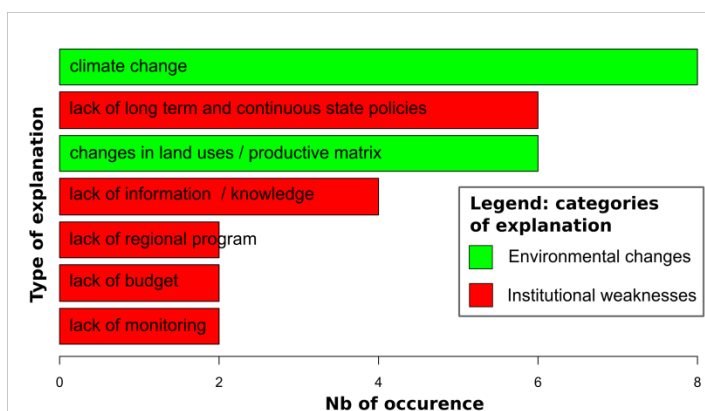 climate change
lack of long term and continuous state policies
changes in land uses / productive matrix
lack of information / knowledge
lack of regional program
lack of budget
lack of monitoring
Type of explanation
Legend: categories
of explanation
Environmental changes
Institutional weaknesses
0 2 4 6 8
Nb of occurence